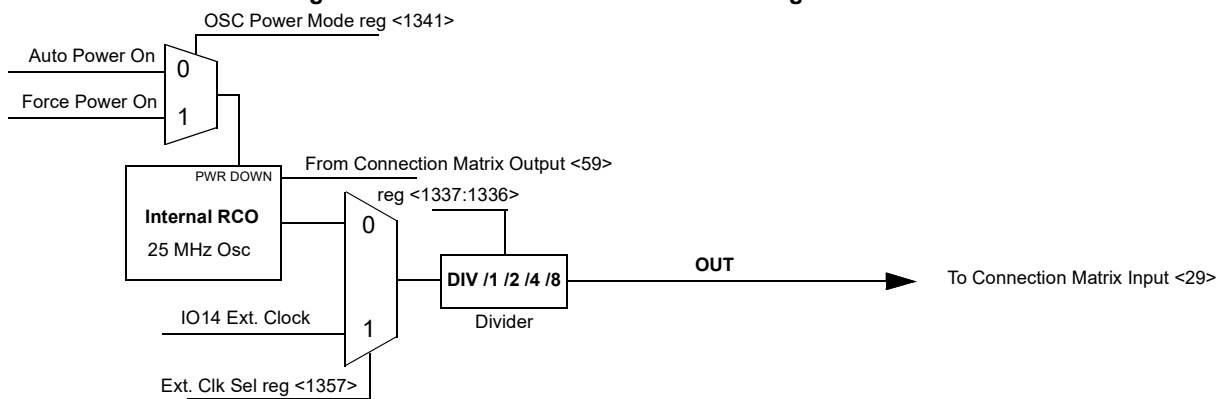 OSC Power Mode reg <1341>
Auto Power On
0
Force Power On
1
PWR DOWN
From Connection Matrix Output <59>
reg <1337:1336>
Internal RCO
0
25 MHz Osc
OUT
DIV /1 /2 /4 /8
To Connection Matrix Input <29>
IO14 Ext. Clock
1
Divider
Ext. Clk Sel reg <1357>